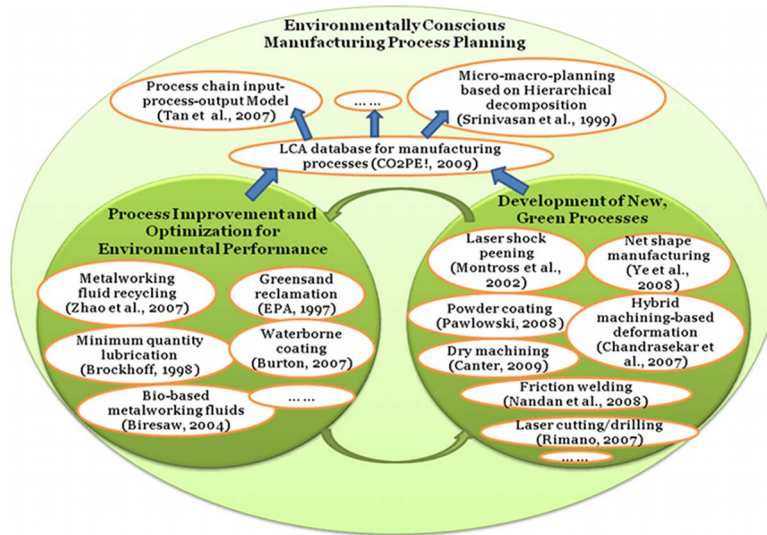 Environmentally Conscious
Manufacturing Process Planning
Process chain input-
process-output Model
(Tan et al., 2007)
... ...
Micro-macro-planning
based on Hierarchical
decomposition
(Srinivasan et al., 1999)
LCA database for manufacturing
processes (CO2PE!, 2009)
Process Improvement and
Optimization for
Environmental Performance
Metalworking
fluid recycling
(Zhao et al., 2007)
Greensand
reclamation
(EPA, 1997)
Minimum quantity
lubrication
(Brockhoff, 1998)
Waterborne
coating
(Burton, 2007)
Bio-based
metalworking fluids
(Biresaw, 2004)
... ...
Development of New,
Green Processes
Laser shock
peening
(Montross et al.,
2002)
Net shape
manufacturing
(Ye et al.,
2008)
Powder coating
(Pawlowski, 2008)
Hybrid
machining-based
deformation
(Chandrasekar et
al., 2007)
Dry machining
(Canter, 2009)
Friction welding
(Nandan et al., 2008)
Laser cutting/drilling
(Rimano, 2007)
... ...